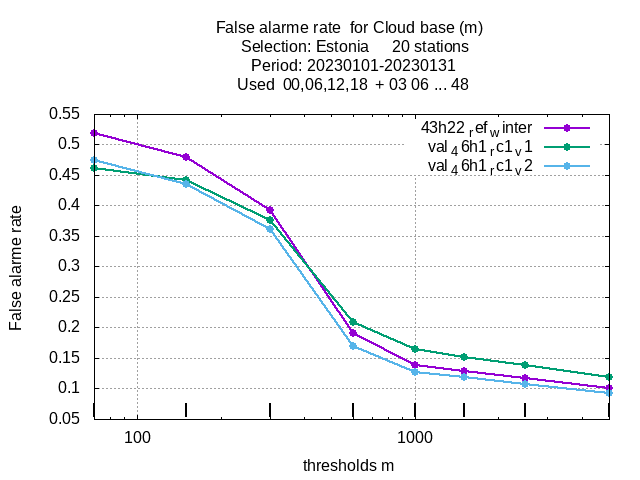 False alarme rate  for Cloud base (m)
Selection: Estonia     20 stations
Period: 20230101-20230131
Used  00,06,12,18  + 03 06 ... 48
43h22 ref winter
val 46h1 rc1 v1
val 46h1 rc1 v2
0.55
0.5
0.45
0.4
0.35
0.3
0.25
0.2
0.15
0.1
0.05
False alarme rate
100
1000
thresholds m